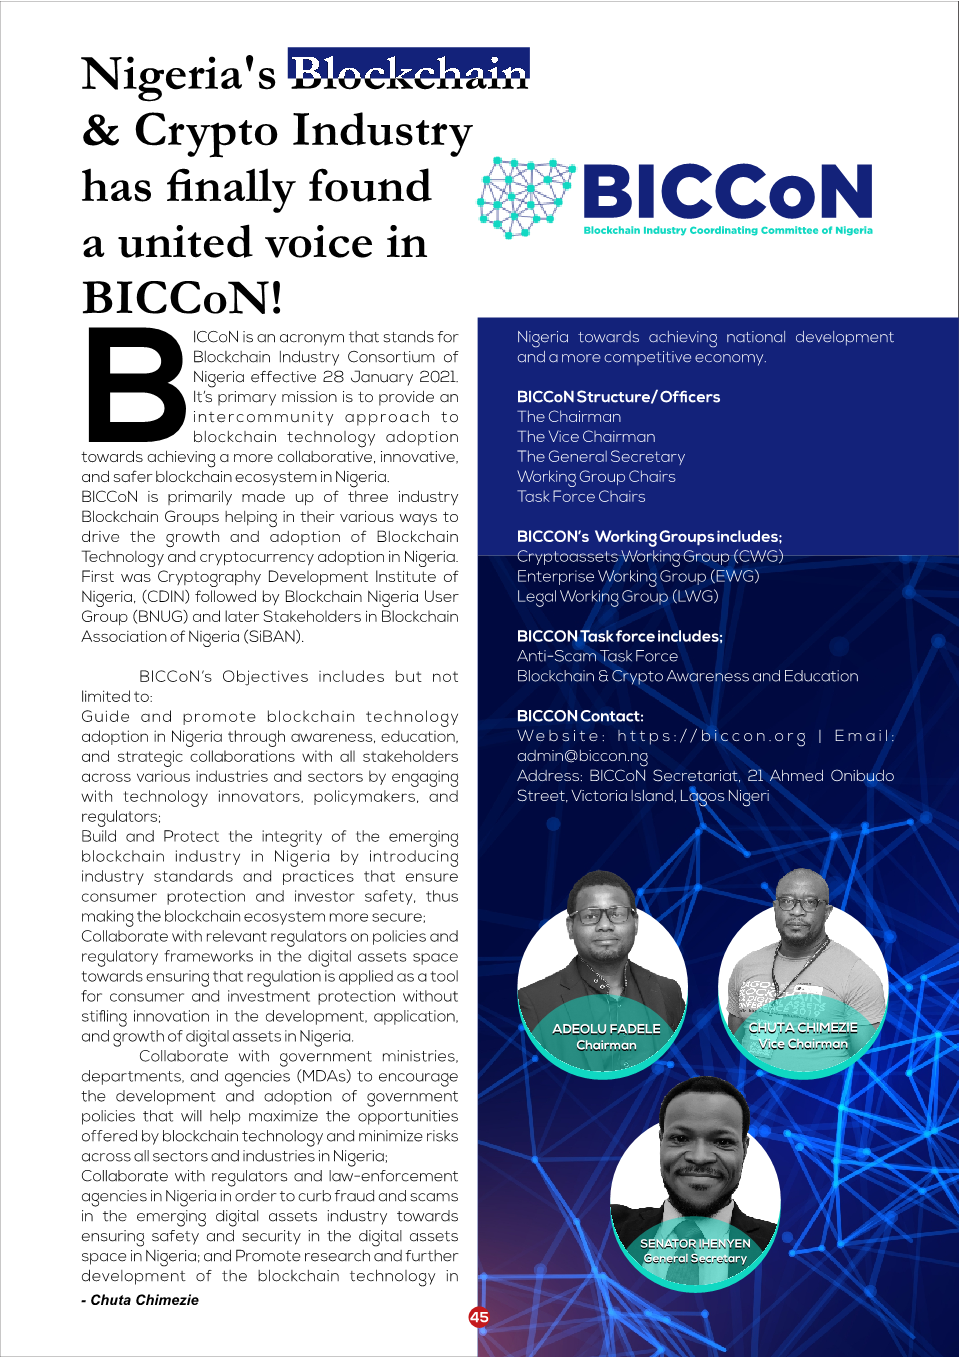 Nigeria's Blockchain
& Crypto Industry
has finally found
a united voice in
BICCoN!
BICCoN
Blockchain Industry Coordinating Committee of Nigeria
BICCoN is an acronym that stands for
Blockchain Industry Consortium of
Nigeria effective 28 January 2021.
It's primary mission is to provide an
intercommunity approach to
blockchain technology adoption
towards achieving a more collaborative, innovative,
and safer blockchain ecosystem in Nigeria.
BICCoN is primarily made up of three industry
Blockchain Groups helping in their various ways to
drive the growth and adoption of Blockchain
Technology and cryptocurrency adoption in Nigeria.
First was Cryptography Development Institute of
Nigeria, (CDIN) followed by Blockchain Nigeria User
Group (BNUG) and later Stakeholders in Blockchain
Association of Nigeria (SiBAN).
BICCoN's Objectives includes but not
limited to:
Guide and promote blockchain technology
adoption in Nigeria through awareness, education,
and strategic collaborations with all stakeholders
across various industries and sectors by engaging
with technology innovators, policymakers, and
regulators;
Build and Protect the integrity of the emerging
blockchain industry in Nigeria by introducing
industry standards and practices that ensure
consumer protection and investor safety, thus
making the blockchain ecosystem more secure;
Collaborate with relevant regulators on policies and
regulatory frameworks in the digital assets space
towards ensuring that regulation is applied as a tool
for consumer and investment protection without
stifling innovation in the development, application,
and growth of digital assets in Nigeria.
Collaborate with government ministries,
departments, and agencies (MDAs) to encourage
the development and adoption of government
policies that will help maximize the opportunities
offered by blockchain technology and minimize risks
across all sectors and industries in Nigeria;
Collaborate with regulators and law-enforcement
agencies in Nigeria in order to curb fraud and scams
in the emerging digital assets industry towards
ensuring safety and security in the digital assets
space in Nigeria; and Promote research and further
development of the blockchain technology in
- Chuta Chimezie
Nigeria towards achieving national development
and a more competitive economy.
BICCoN Structure/ Officers
The Chairman
The Vice Chairman
The General Secretary
Working Group Chairs
Task Force Chairs
BICCON's Working Groups includes;
Cryptoassets Working Group (CWG)
Enterprise Working Group (EWG)
Legal Working Group (LWG)
BICCON Task force includes;
Anti-Scam Task Force
Blockchain & Crypto Awareness and Education
BICCON Contact:
Website: https://biccon.org | Email:
admin@biccon.ng
Address: BICCoN Secretariat, 21 Ahmed Onibudo
Street, Victoria Island, Lagos Nigeri
ADEOLU FADELE
Chairman
CHUTA CHIMEZIE
Vice Chairman
SENATOR IHENYEN
General Secretary
45